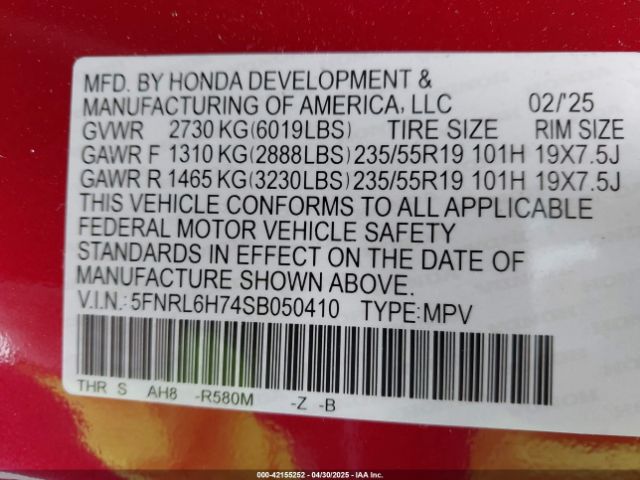 MFD. BY HONDA DEVELOPMENT &
MANUFACTURING OF AMERICA, LLC 02/'25
GVWR 2730 KG(6019LBS) TIRE SIZE RIM SIZE
GAWR F 1310 KG(2888LBS) 235/55R19 101H 19X7.5J
GAWR R 1465 KG(3230LBS) 235/55R19 101H 19X7.5J
THIS VEHICLE CONFORMS TO ALL APPLICABLE
FEDERAL MOTOR VEHICLE SAFETY
STANDARDS IN EFFECT ON THE DATE OF
MANUFACTURE SHOWN ABOVE.
V.I.N.: 5FNRL6H74SB050410 TYPE: MPV
THR S AH8 -R580M -Z -B
000-42155252 - 04/30/2025 - IAA Inc.